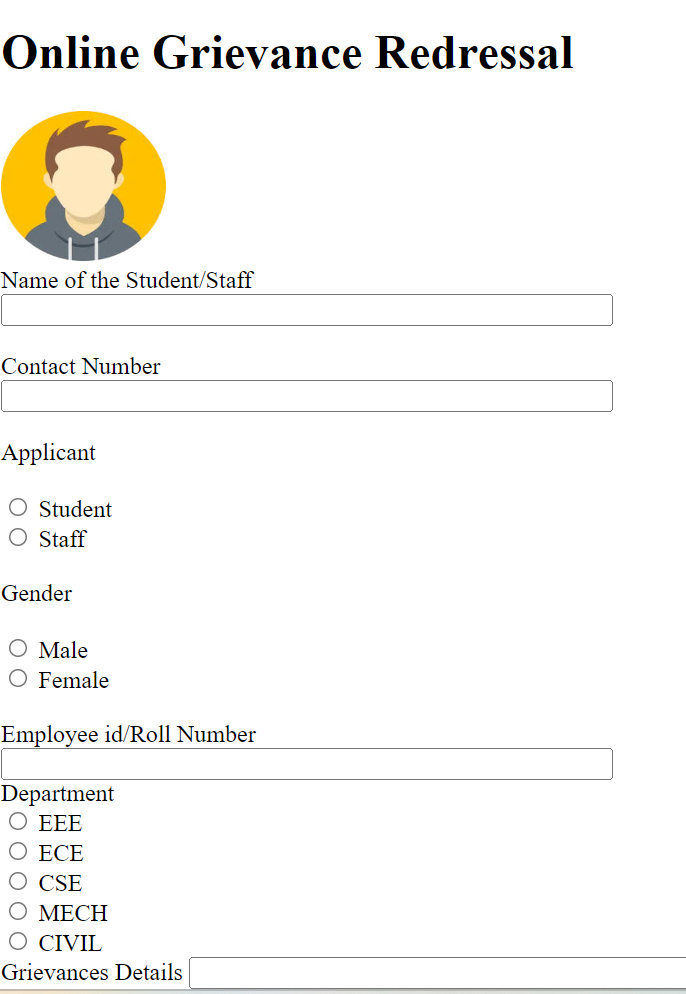 Online Grievance Redressal
Name of the Student/Staff
Contact Number
Applicant
Student
Staff
Gender
Male
Female
Employee id/Roll Number
Department
EEE
ECE
CSE
MECH
CIVIL
Grievances Details